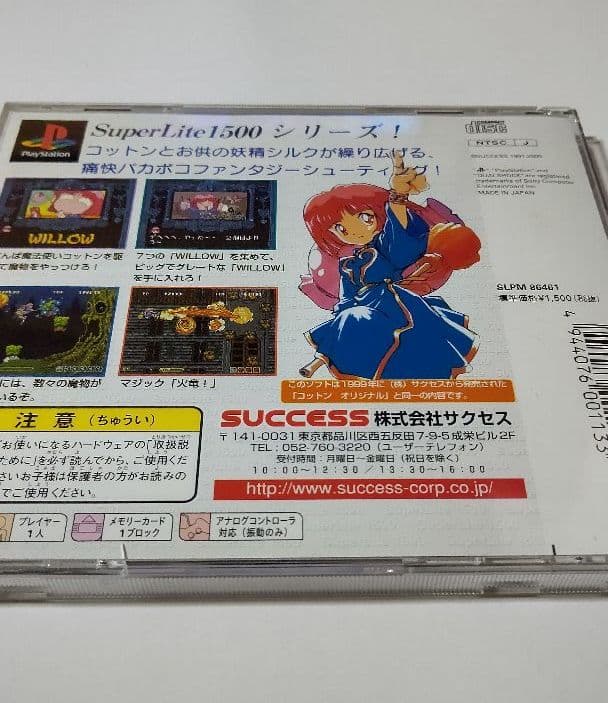 PlayStation
SuperLite1500 シリーズ!
コットンとお供の妖精シルクが繰り広げる、
痛快バカボコファンタジーシューティング!
DISC
NTSC J
MADE IN JAPAN
WILLOW
んば魔法使いコットンを駆
て魔物をやっつけろ!
7つの「WILLOW」を集めて、
ビッグでグレートな「WILLOW」
を手に入れろ!
SLPM 86461
標準価格¥1,500(税別)
には、数々の魔物が
いるぞ。
マジック「火竜!」
このソフトは1999年に(株)サクセスから発売された
「コットン オリジナル」と同一の内容です。
注意(ちゅうい)
お使いになるハードウェアの「取扱説
ために」を必ず読んでから、ご使用くだ
さいお子様は保護者の方がお読みの
でご使用ください。
SUCCESS 株式会社サクセス
〒141-0031 東京都品川区西五反田7-9-5成栄ビル2F
TEL:052-760-3220(ユーザーテレフォン)
受付時間:月曜日~金曜日(祝日を除く)
10:00~12:30/13:30~16:00
http://www.success-corp.co.jp/
プレイヤー
1人
メモリーカード
1ブロック
アナログコントローラ
対応(振動のみ)